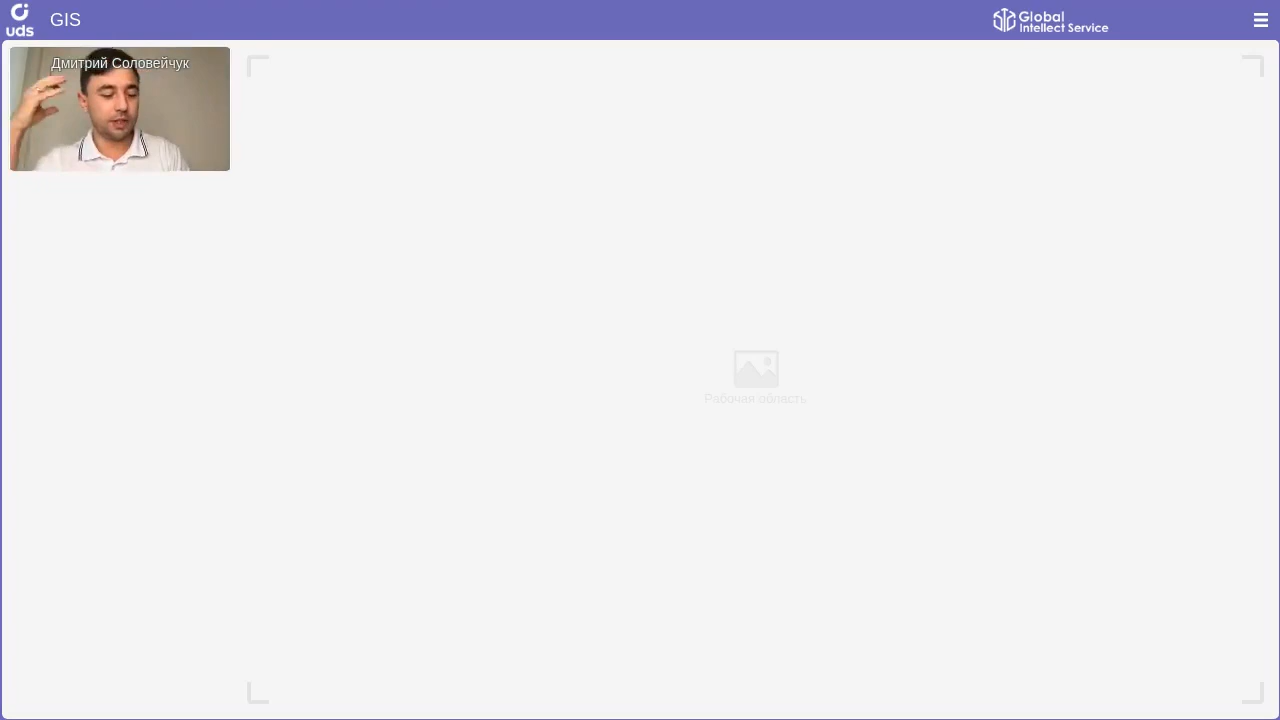 uds
GIS
Global
Intellect Service
Дмитрий Соловейчук
Рабочая область